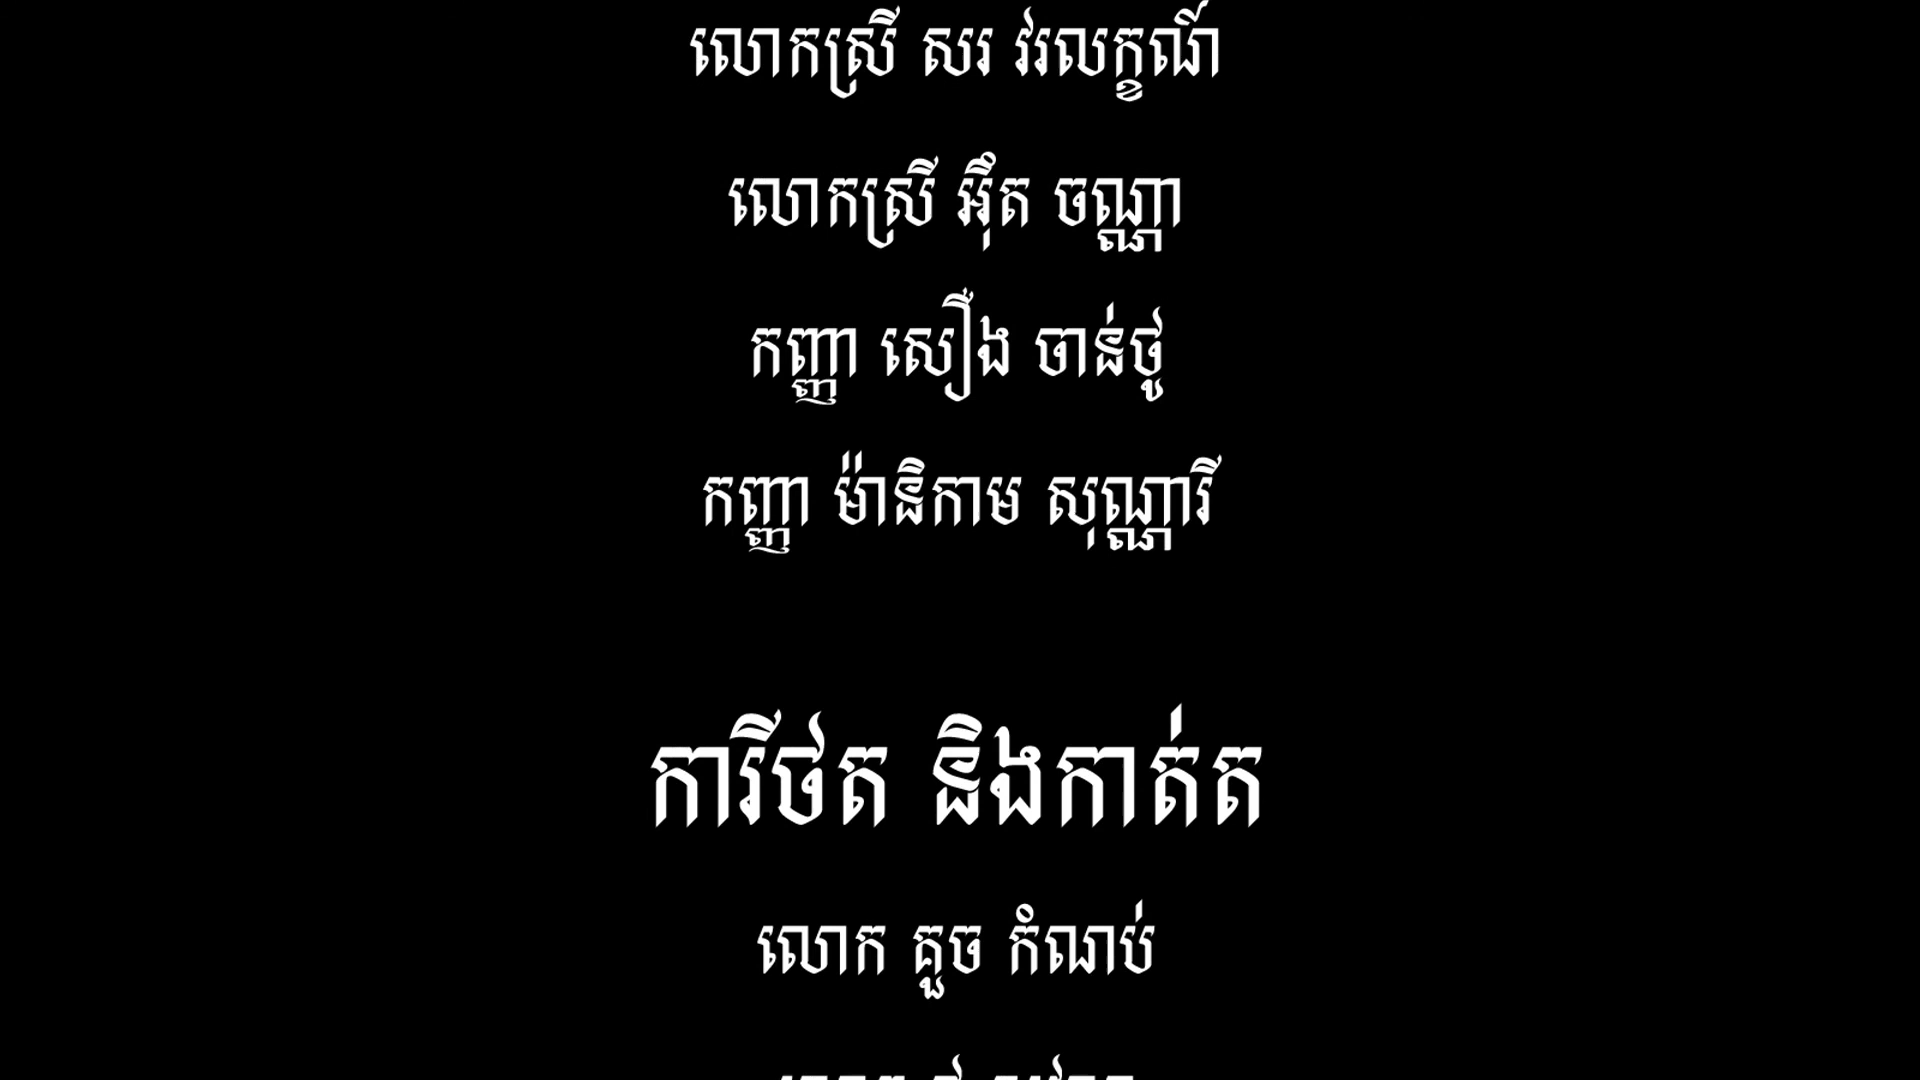 លោកស្រី សរ វរលក្ខណ៍
លោកស្រី អ៊ឹត ចណ្ណា
កញ្ញា សឿង ចាន់ថូ
កញ្ញា ម៉ានិកាម សុណ្ណារី
ការីថត និងកាត់ត
លោក គួច កំណប់